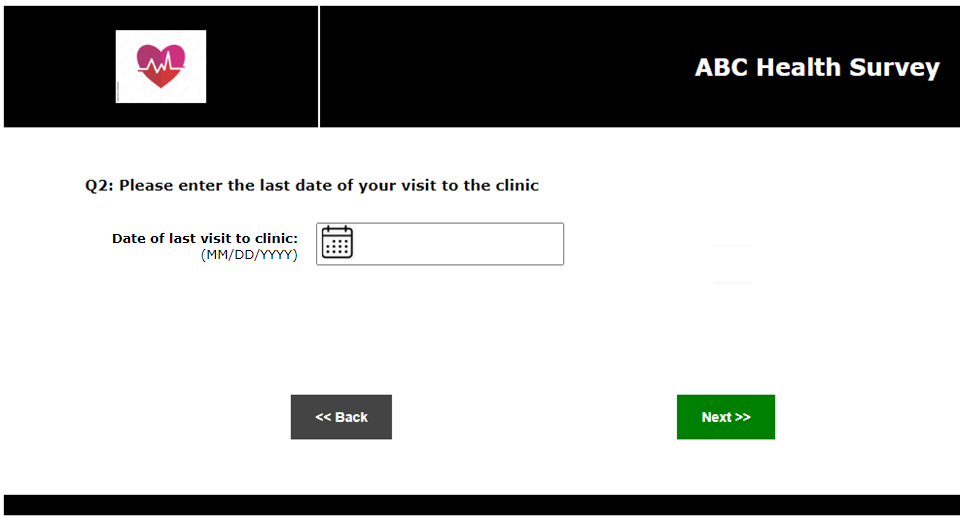 ABC Health Survey
Q2: Please enter the last date of your visit to the clinic
Date of last visit to clinic:
(MM/DD/YYYY)
<< Back
Next >>